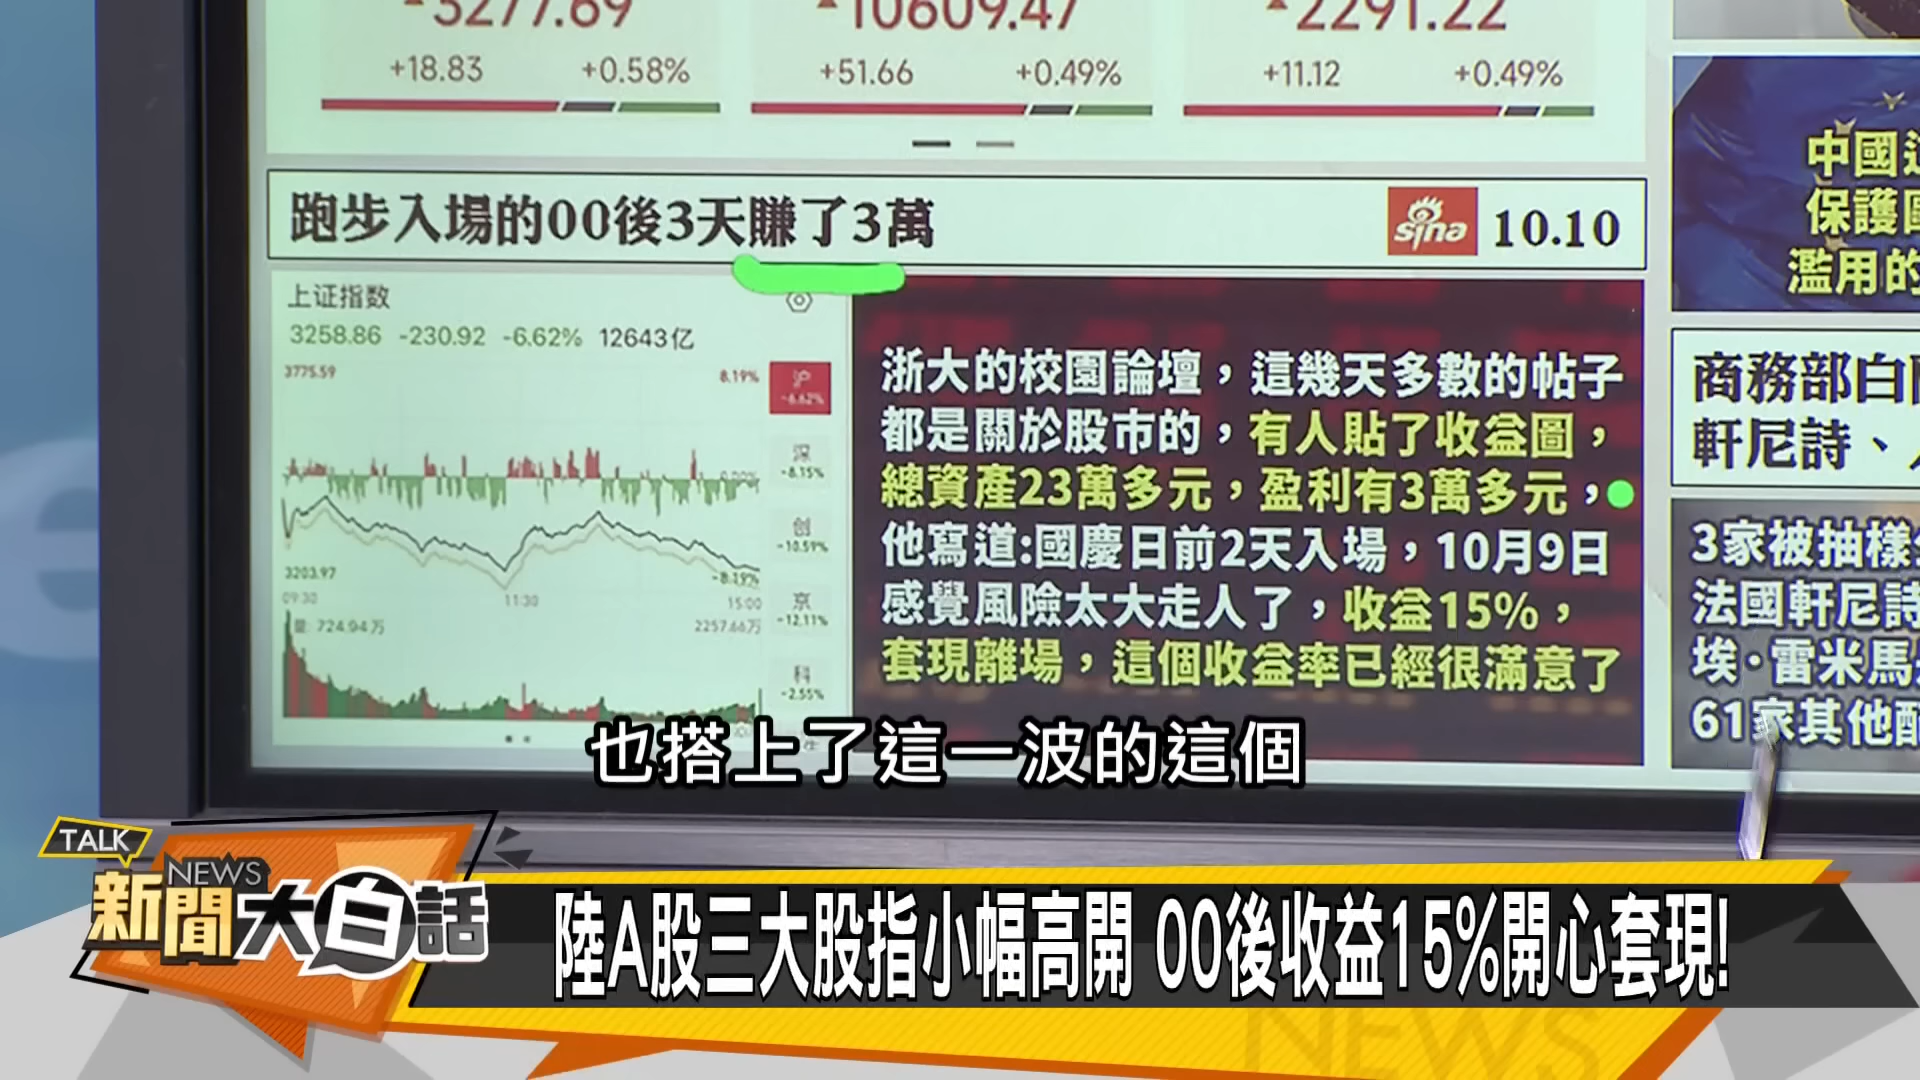 3277.69
10609.47
2291.22
+18.83 +0.58%
+51.66 +0.49%
+11.12 +0.49%
跑步入場的00後3天賺了3萬
sina 10.10
上证指数
3258.86 -230.92 -6.62% 12643亿
3775.59 8.19%
沪
-6.62%
深
-8.15%
0.00%
创
-10.59%
3203.97 -8.19%
09:30 11:30 15:00
京
-12.11%
量 724.94万 2257.66万
科
-2.55%
浙大的校園論壇，這幾天多數的帖子
都是關於股市的，有人貼了收益圖，
總資產23萬多元，盈利有3萬多元，
他寫道:國慶日前2天入場，10月9日
感覺風險太大走人了，收益15%，
套現離場，這個收益率已經很滿意了
中國
保護
濫用的
商務部白
軒尼詩、
3家被抽樣
法國軒尼詩
埃·雷米馬
61家其他
也搭上了這一波的這個
TALK
NEWS
新聞大白話
陸A股三大股指小幅高開 00後收益15%開心套現!
NEWS